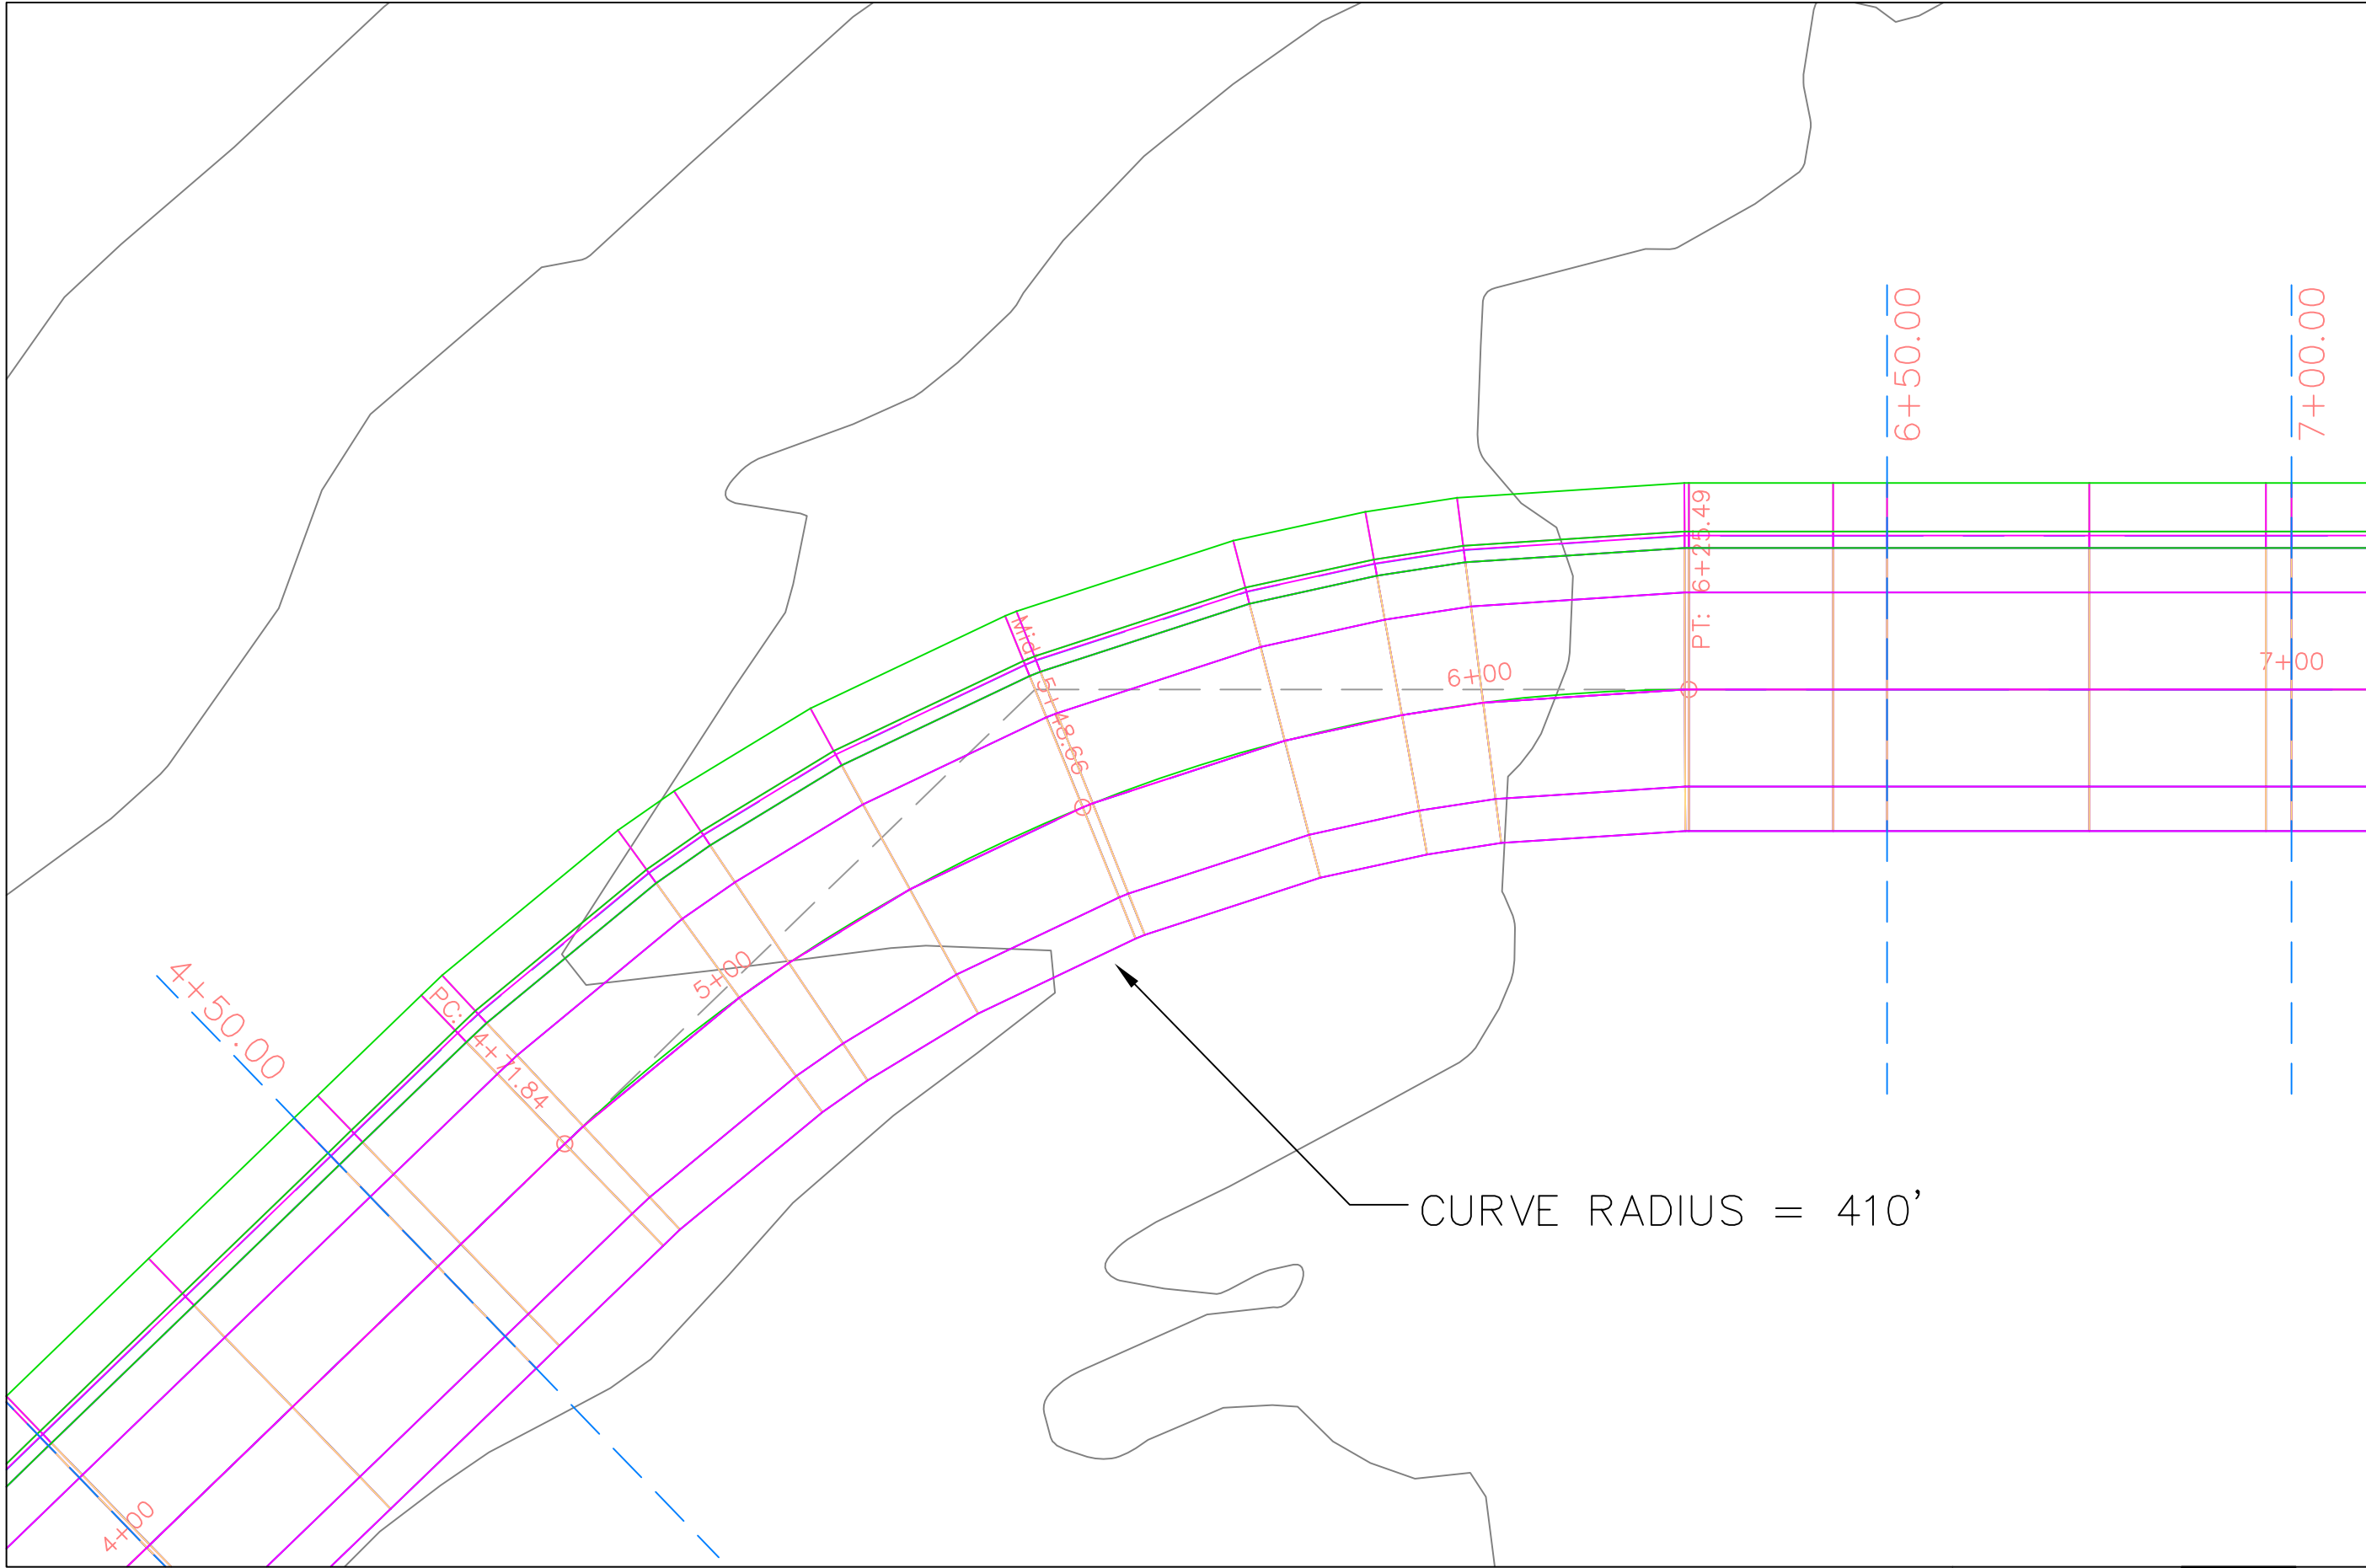 4+50.00
PC: 4+71.84
4+00
5+00
Mid: 5+48.66
6+00
PT: 6+25.49
6+50.00
7+00.00
7+00
CURVE RADIUS = 410'